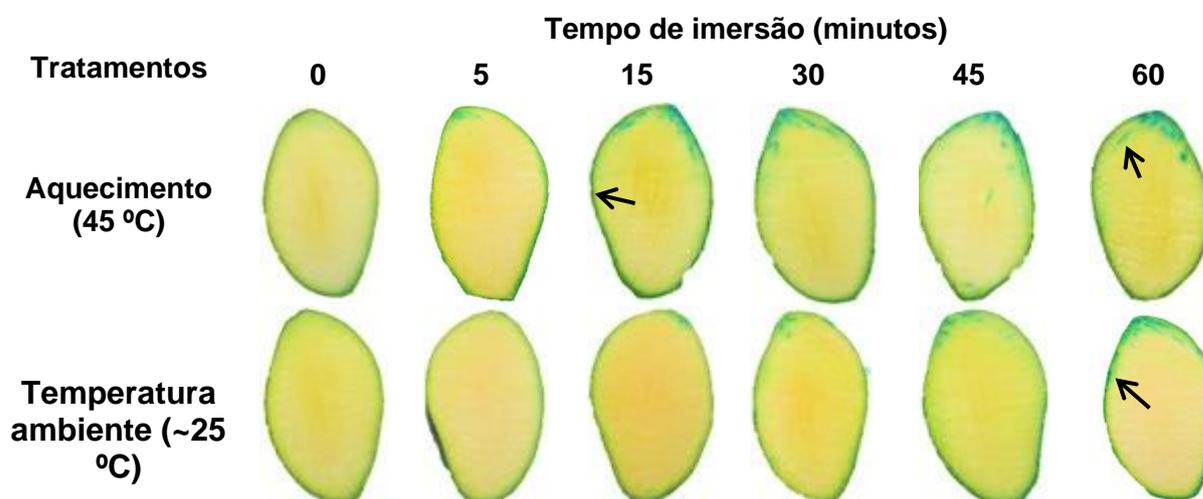 Tempo de imersão (minutos)
Tratamentos 0 5 15 30 45 60
Aquecimento
(45 ºC)
Temperatura
ambiente (~25
ºC)